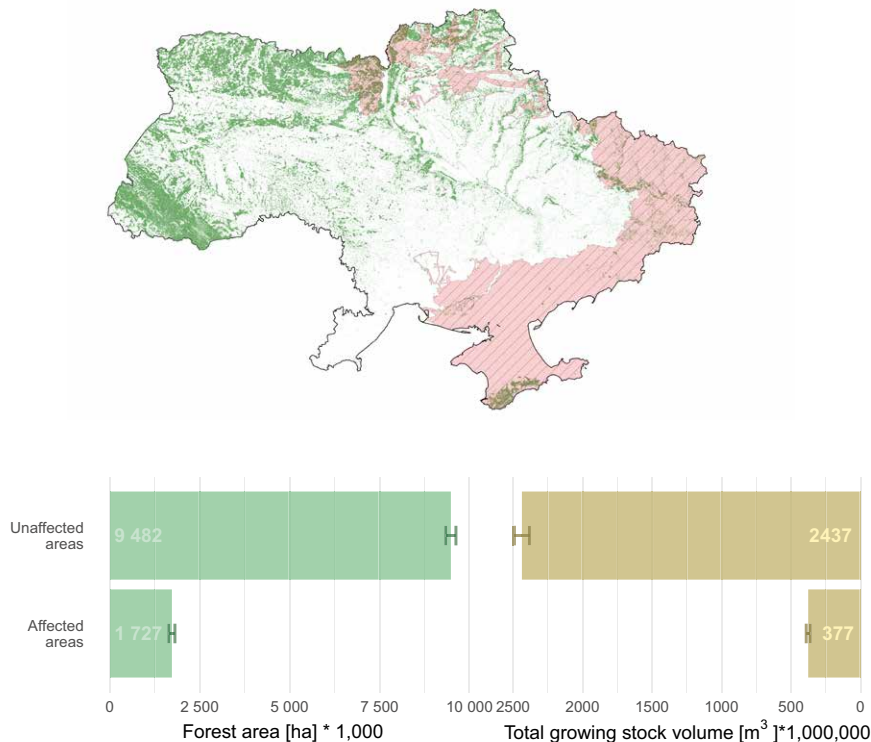 Unaffected
areas
9 482
2437
Affected
areas
1 727
377
0 2 500 5 000 7 500 10 000 2500 2000 1500 1000 500 0
Forest area [ha] * 1,000
Total growing stock volume [m³ ]*1,000,000